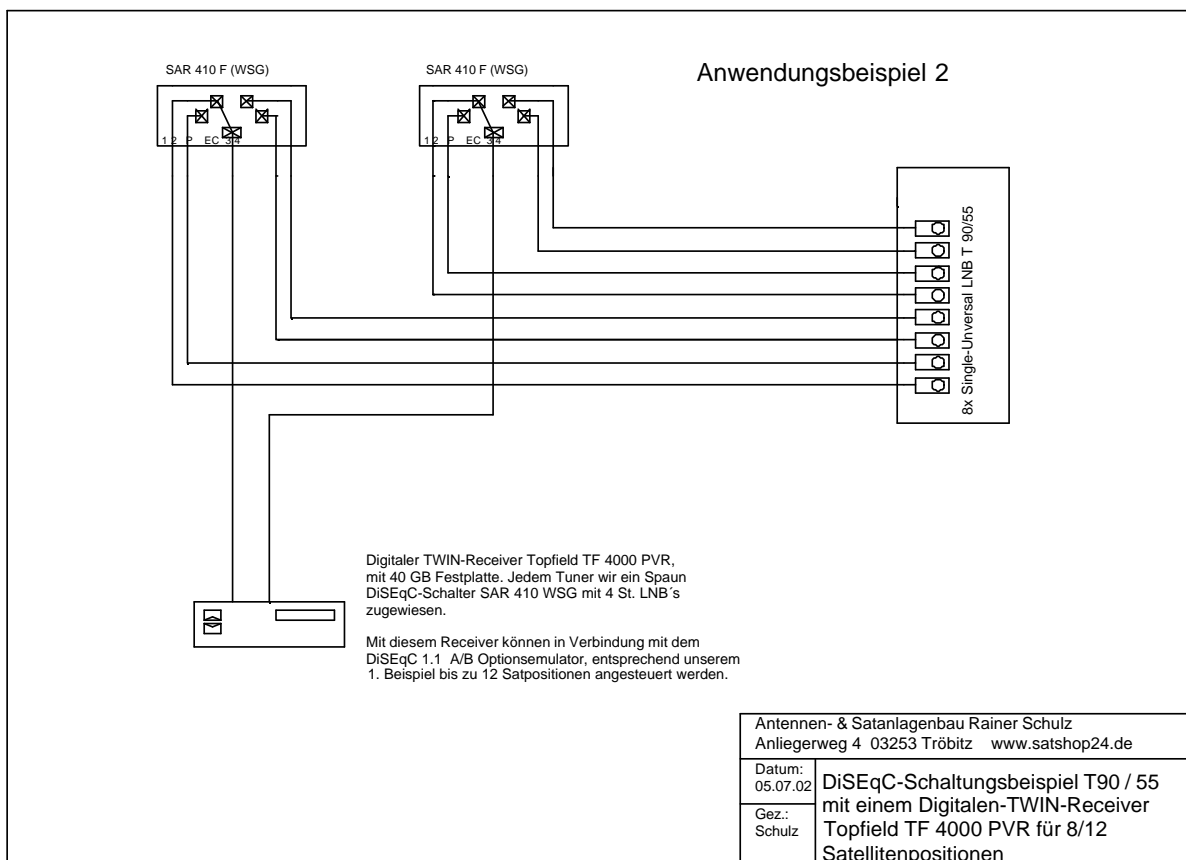 SAR 410 F (WSG)
SAR 410 F (WSG)
Anwendungsbeispiel 2
1 2 P EC 3 4
1 2 P EC 3 4
8x Single-Unversal LNB T 90/55
Digitaler TWIN-Receiver Topfield TF 4000 PVR,
mit 40 GB Festplatte. Jedem Tuner wir ein Spaun
DiSEqC-Schalter SAR 410 WSG mit 4 St. LNB´s
zugewiesen.
Mit diesem Receiver können in Verbindung mit dem
DiSEqC 1.1 A/B Optionsemulator, entsprechend unserem
1. Beispiel bis zu 12 Satpositionen angesteuert werden.
Antennen- & Satanlagenbau Rainer Schulz
Anliegerweg 4 03253 Tröbitz www.satshop24.de
Datum:
05.07.02
Gez.:
Schulz
DiSEqC-Schaltungsbeispiel T90 / 55
mit einem Digitalen-TWIN-Receiver
Topfield TF 4000 PVR für 8/12
Satellitenpositionen